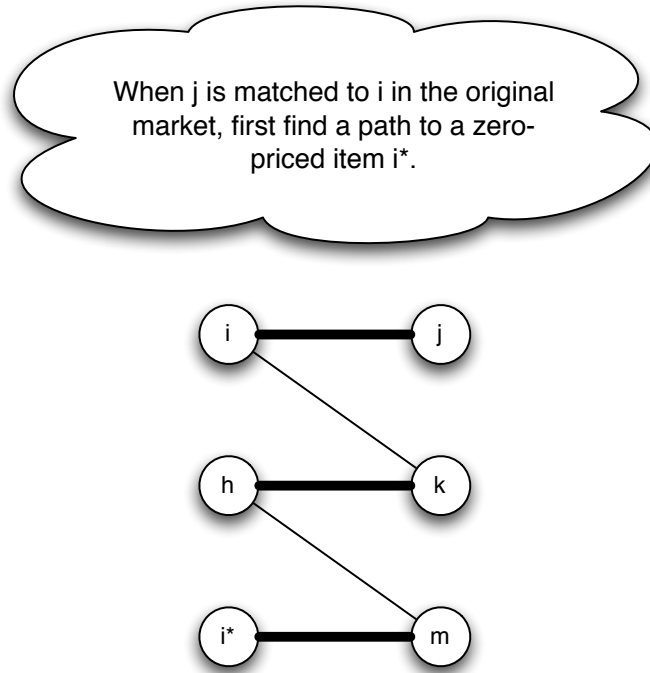 When j is matched to i in the original
market, first find a path to a zero-
priced item i*.
i j
h k
i* m